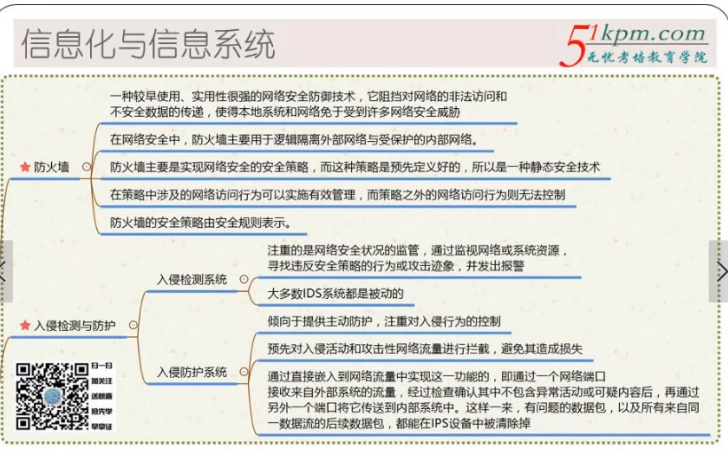 信息化与信息系统
51kpm.com
无忧考培教育学院
一种较早使用、实用性很强的网络安全防御技术，它阻挡对网络的非法访问和
不安全数据的传递，使得本地系统和网络免于受到许多网络安全威胁
在网络安全中，防火墙主要用于逻辑隔离外部网络与受保护的内部网络。
防火墙
防火墙主要是实现网络安全的安全策略，而这种策略是预先定义好的，所以是一种静态安全技术
在策略中涉及的网络访问行为可以实施有效管理，而策略之外的网络访问行为则无法控制
防火墙的安全策略由安全规则表示。
注重的是网络安全状况的监管，通过监视网络或系统资源，
寻找违反安全策略的行为或攻击迹象，并发出报警
入侵检测系统
大多数IDS系统都是被动的
入侵检测与防护
倾向于提供主动防护，注重对入侵行为的控制
预先对入侵活动和攻击性网络流量进行拦截，避免其造成损失
入侵防护系统
通过直接嵌入到网络流量中实现这一功能的，即通过一个网络端口
接收来自外部系统的流量，经过检查确认其中不包含异常活动或可疑内容后，再通过
另外一个端口将它传送到内部系统中。这样一来，有问题的数据包，以及所有来自同
一数据流的后续数据包，都能在IPS设备中被清除掉
扫一扫
加关注
送题库
抢先学
早拿证